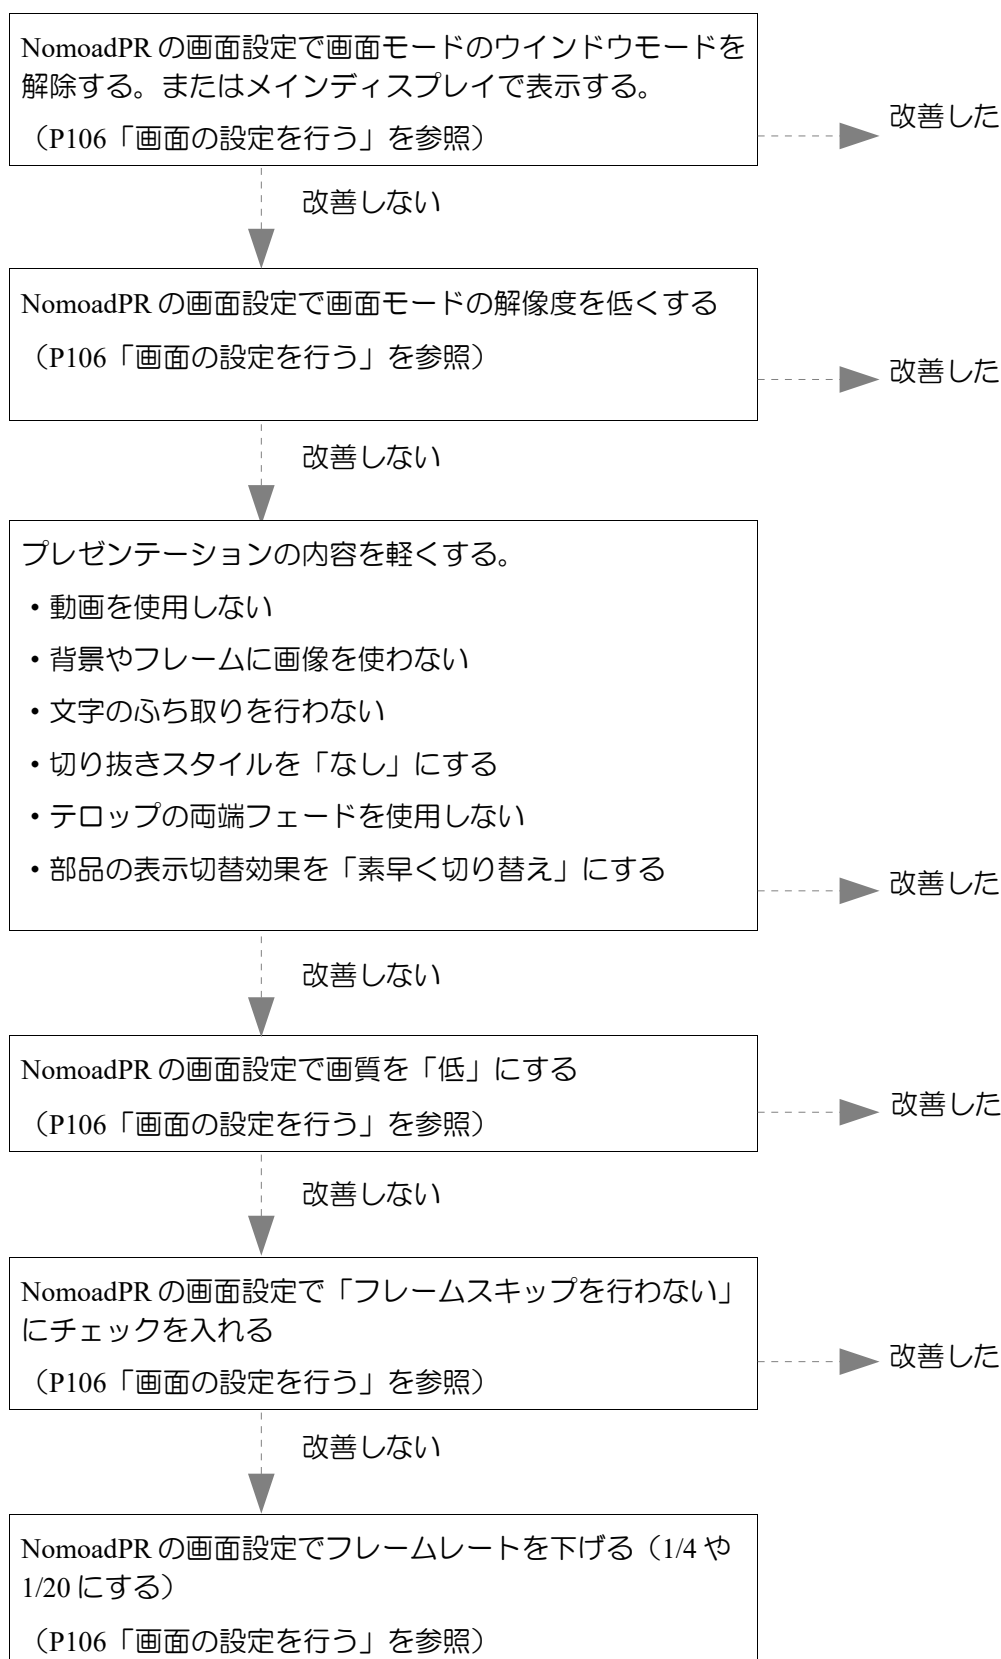 NomoadPR の画面設定で画面モードのウインドウモードを
解除する。またはメインディスプレイで表示する。
（P106「画面の設定を行う」を参照）
改善した
改善しない
NomoadPR の画面設定で画面モードの解像度を低くする
（P106「画面の設定を行う」を参照）
改善した
改善しない
プレゼンテーションの内容を軽くする。
・動画を使用しない
・背景やフレームに画像を使わない
・文字のふち取りを行わない
・切り抜きスタイルを「なし」にする
・テロップの両端フェードを使用しない
・部品の表示切替効果を「素早く切り替え」にする
改善した
改善しない
NomoadPR の画面設定で画質を「低」にする
（P106「画面の設定を行う」を参照）
改善した
改善しない
NomoadPR の画面設定で「フレームスキップを行わない」
にチェックを入れる
（P106「画面の設定を行う」を参照）
改善した
改善しない
NomoadPR の画面設定でフレームレートを下げる（1/4 や
1/20 にする）
（P106「画面の設定を行う」を参照）